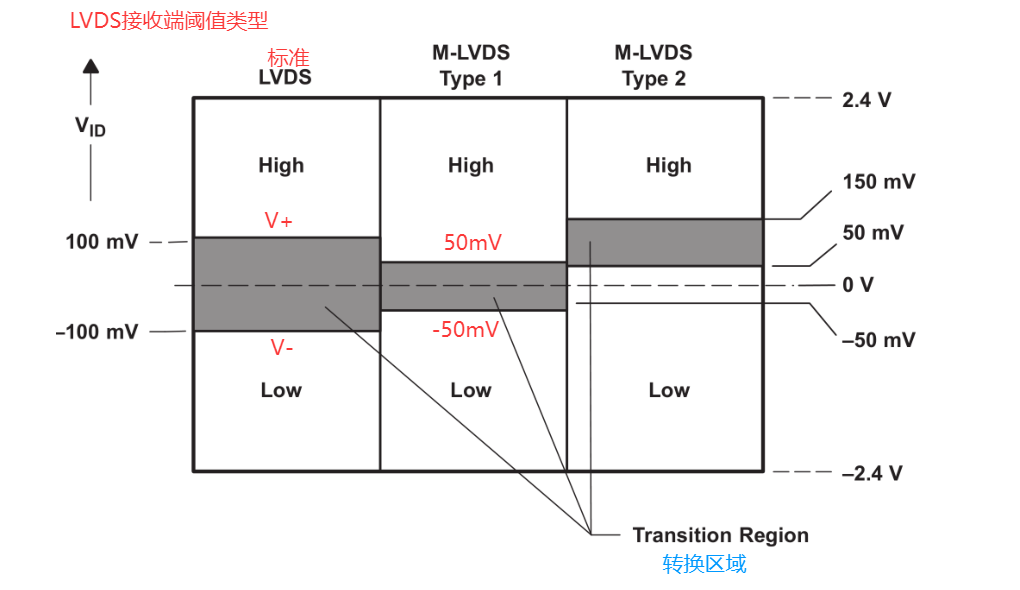 LVDS接收端阈值类型
标准
LVDS
M-LVDS
Type 1
M-LVDS
Type 2
VID
2.4 V
High
High
High
150 mV
V+
100 mV
50mV
50 mV
0 V
–100 mV
-50mV
–50 mV
V-
Low
Low
Low
–2.4 V
Transition Region
转换区域